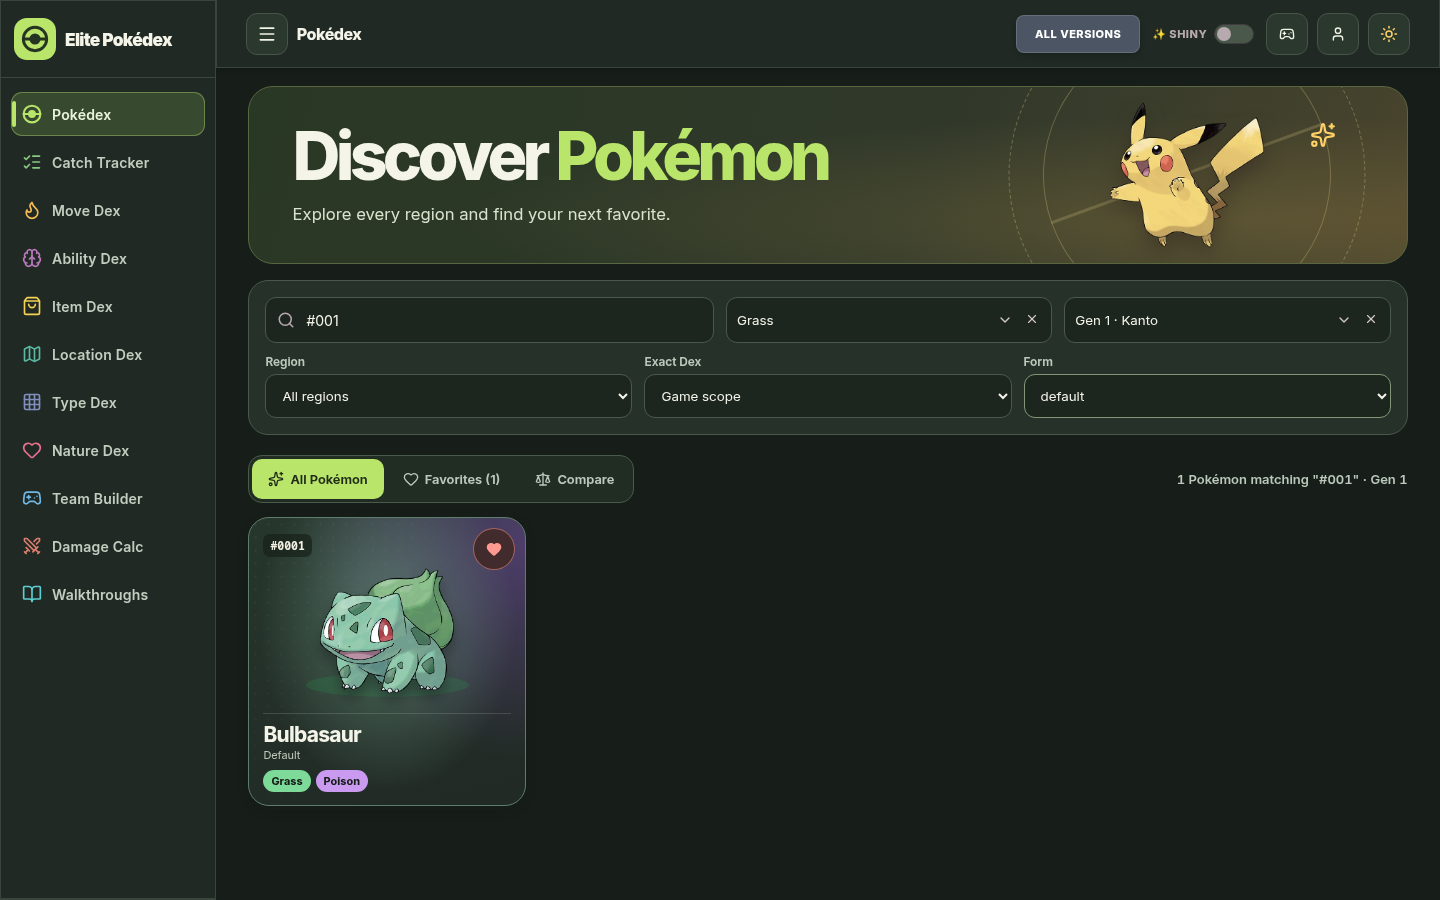 Elite Pokédex
Pokédex
ALL VERSIONS
✨ SHINY
Pokédex
Catch Tracker
Move Dex
Ability Dex
Item Dex
Location Dex
Type Dex
Nature Dex
Team Builder
Damage Calc
Walkthroughs
Discover Pokémon
Explore every region and find your next favorite.
#001
Grass
Gen 1 · Kanto
Region
Exact Dex
Form
All regions
Game scope
default
All Pokémon
Favorites (1)
Compare
1 Pokémon matching "#001" · Gen 1
#0001
Bulbasaur
Default
Grass
Poison